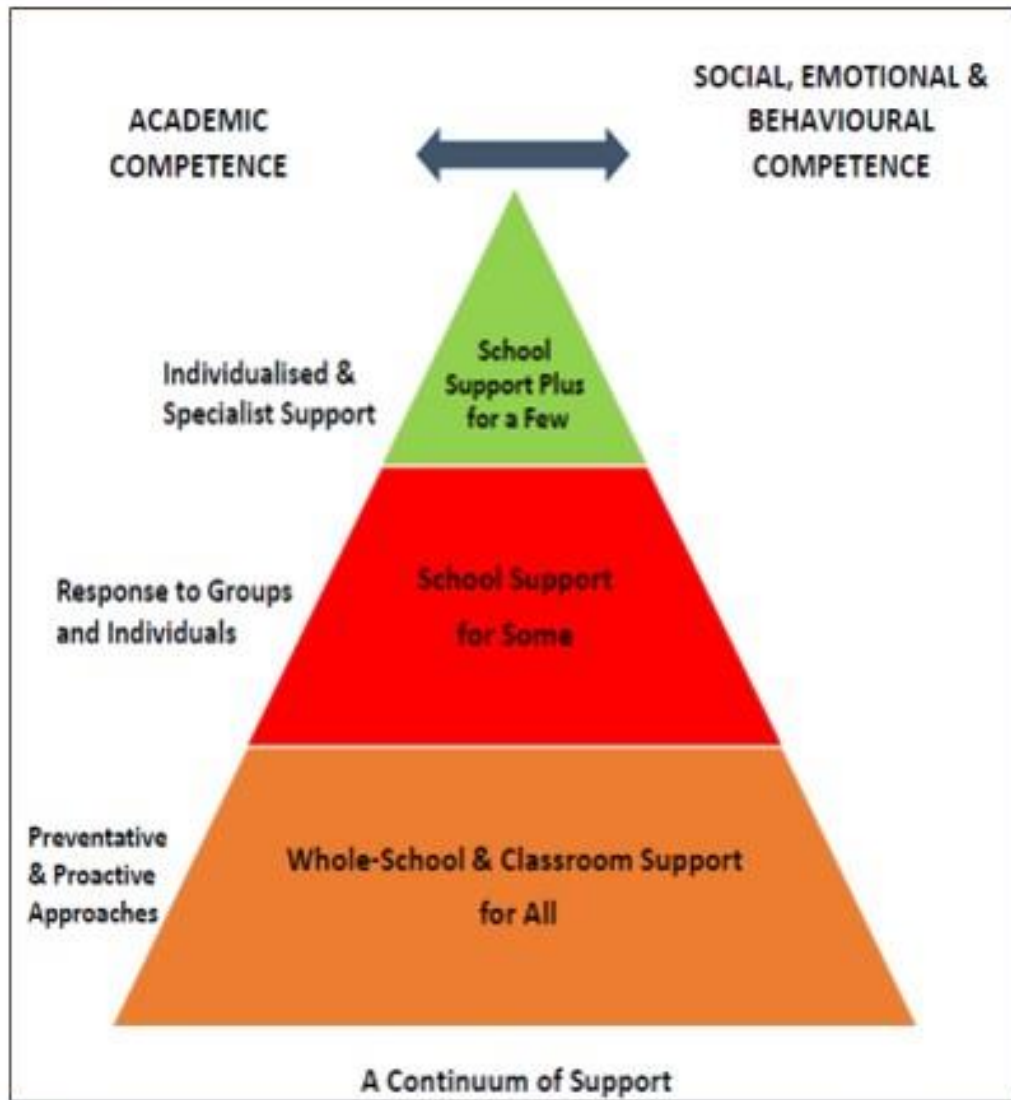 ACADEMIC
COMPETENCE
SOCIAL, EMOTIONAL &
BEHAVIOURAL
COMPETENCE
Individualised &
Specialist Support
School
Support Plus
for a Few
Response to Groups
and Individuals
School Support
for Some
Preventative
& Proactive
Approaches
Whole-School & Classroom Support
for All
A Continuum of Support